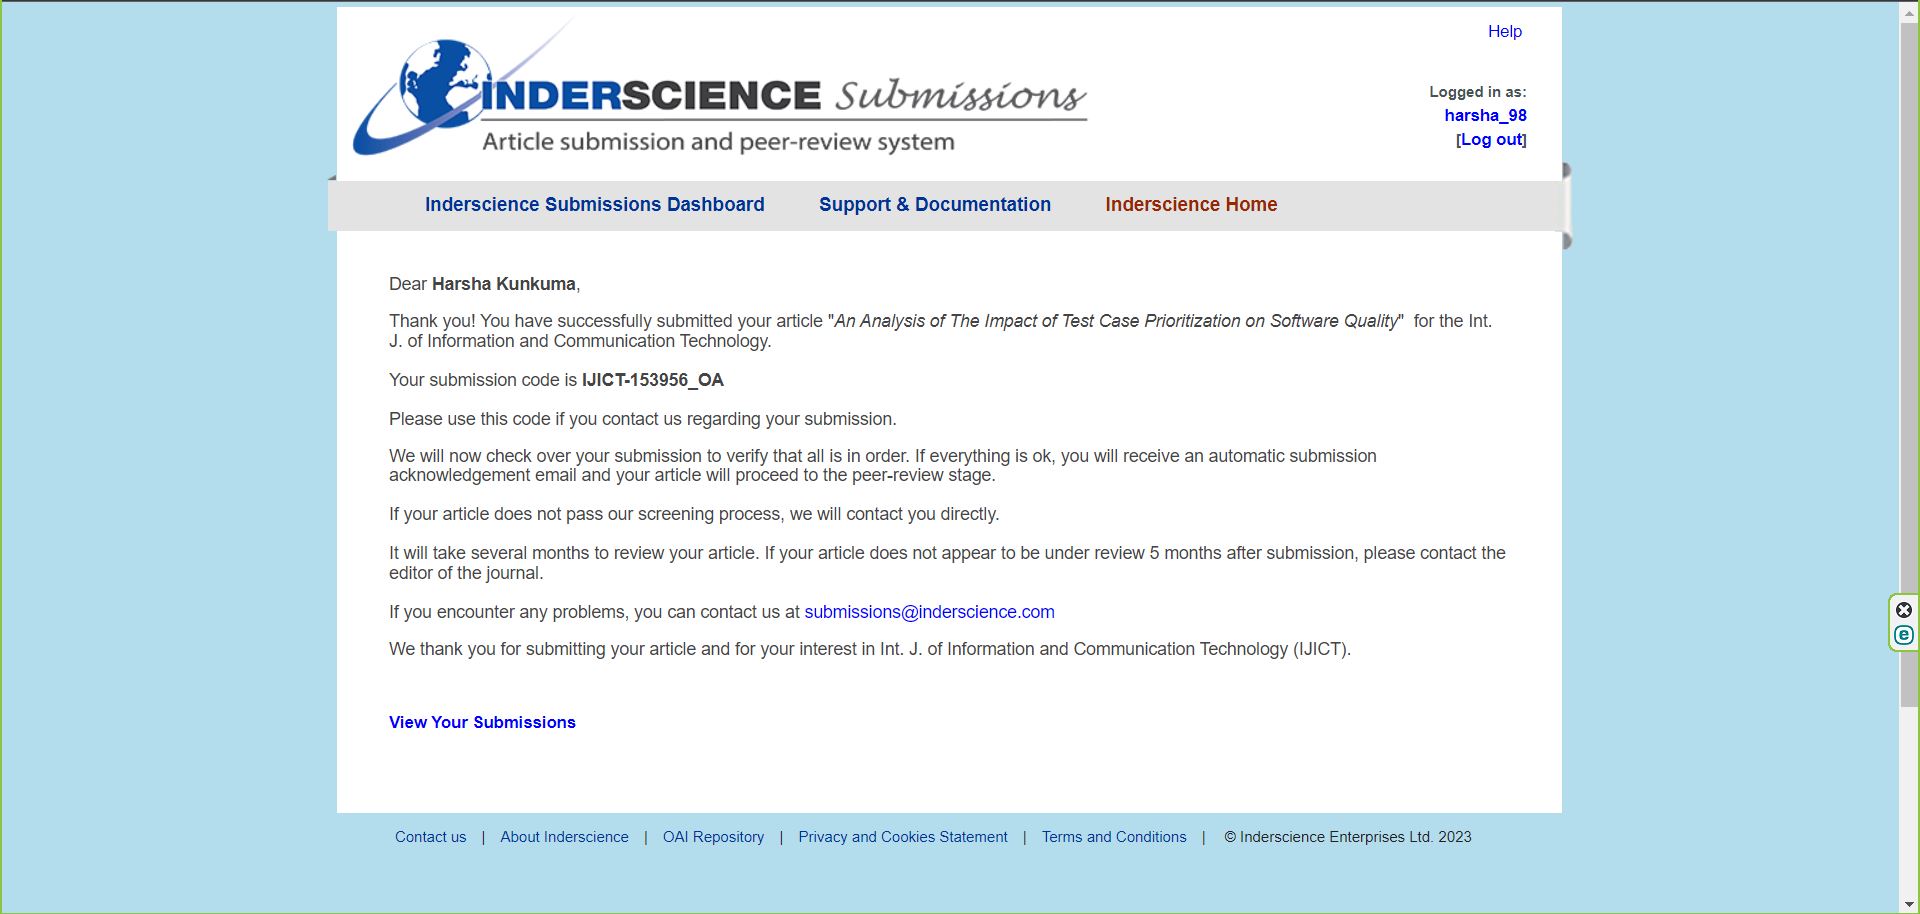 Help
INDERSCIENCE Submissions
Article submission and peer-review system
Logged in as:
harsha_98
[Log out]
Inderscience Submissions Dashboard Support & Documentation Inderscience Home
Dear Harsha Kunkuma,
Thank you! You have successfully submitted your article "An Analysis of The Impact of Test Case Prioritization on Software Quality" for the Int.
J. of Information and Communication Technology.
Your submission code is IJICT-153956_OA
Please use this code if you contact us regarding your submission.
We will now check over your submission to verify that all is in order. If everything is ok, you will receive an automatic submission
acknowledgement email and your article will proceed to the peer-review stage.
If your article does not pass our screening process, we will contact you directly.
It will take several months to review your article. If your article does not appear to be under review 5 months after submission, please contact the
editor of the journal.
If you encounter any problems, you can contact us at submissions@inderscience.com
We thank you for submitting your article and for your interest in Int. J. of Information and Communication Technology (IJICT).
View Your Submissions
Contact us | About Inderscience | OAI Repository | Privacy and Cookies Statement | Terms and Conditions | © Inderscience Enterprises Ltd. 2023